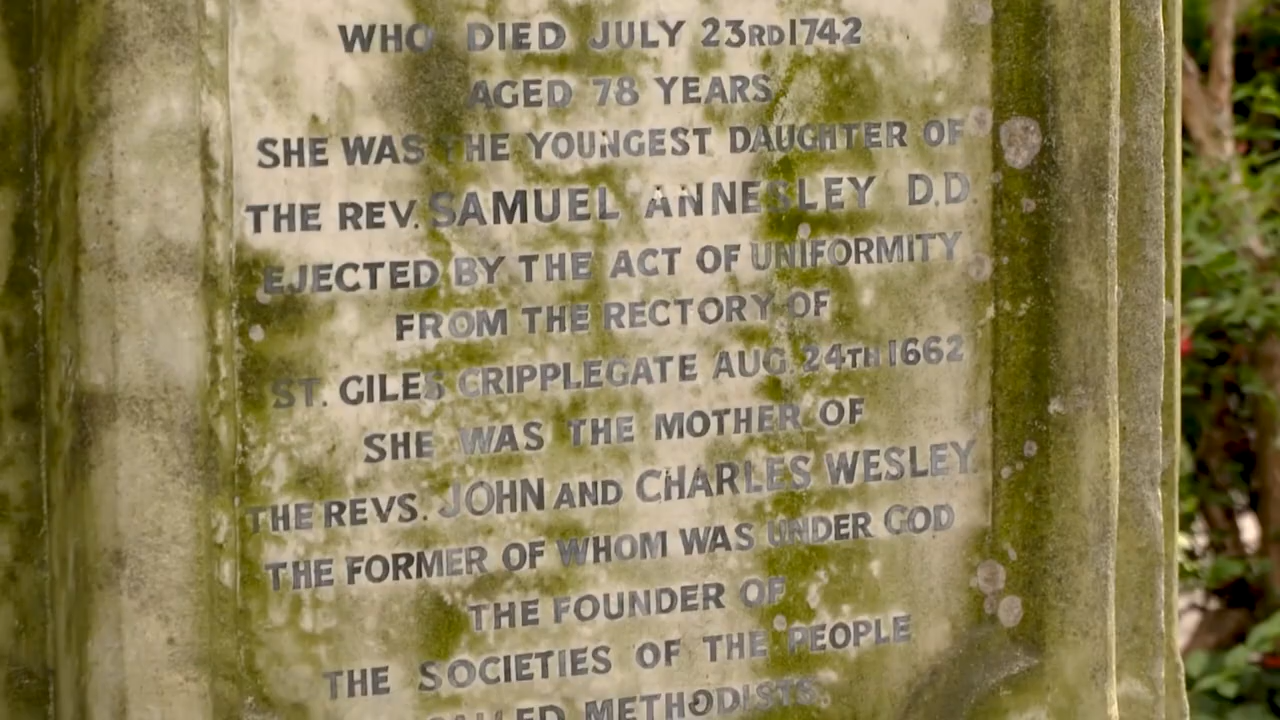 WHO DIED JULY 23RD 1742
AGED 78 YEARS
SHE WAS THE YOUNGEST DAUGHTER OF
THE REV. SAMUEL ANNESLEY D.D.
EJECTED BY THE ACT OF UNIFORMITY
FROM THE RECTORY OF
ST. GILES CRIPPLEGATE AUG. 24TH 1662
SHE WAS THE MOTHER OF
THE REVS. JOHN AND CHARLES WESLEY.
THE FORMER OF WHOM WAS UNDER GOD
THE FOUNDER OF
THE SOCIETIES OF THE PEOPLE
CALLED METHODISTS.